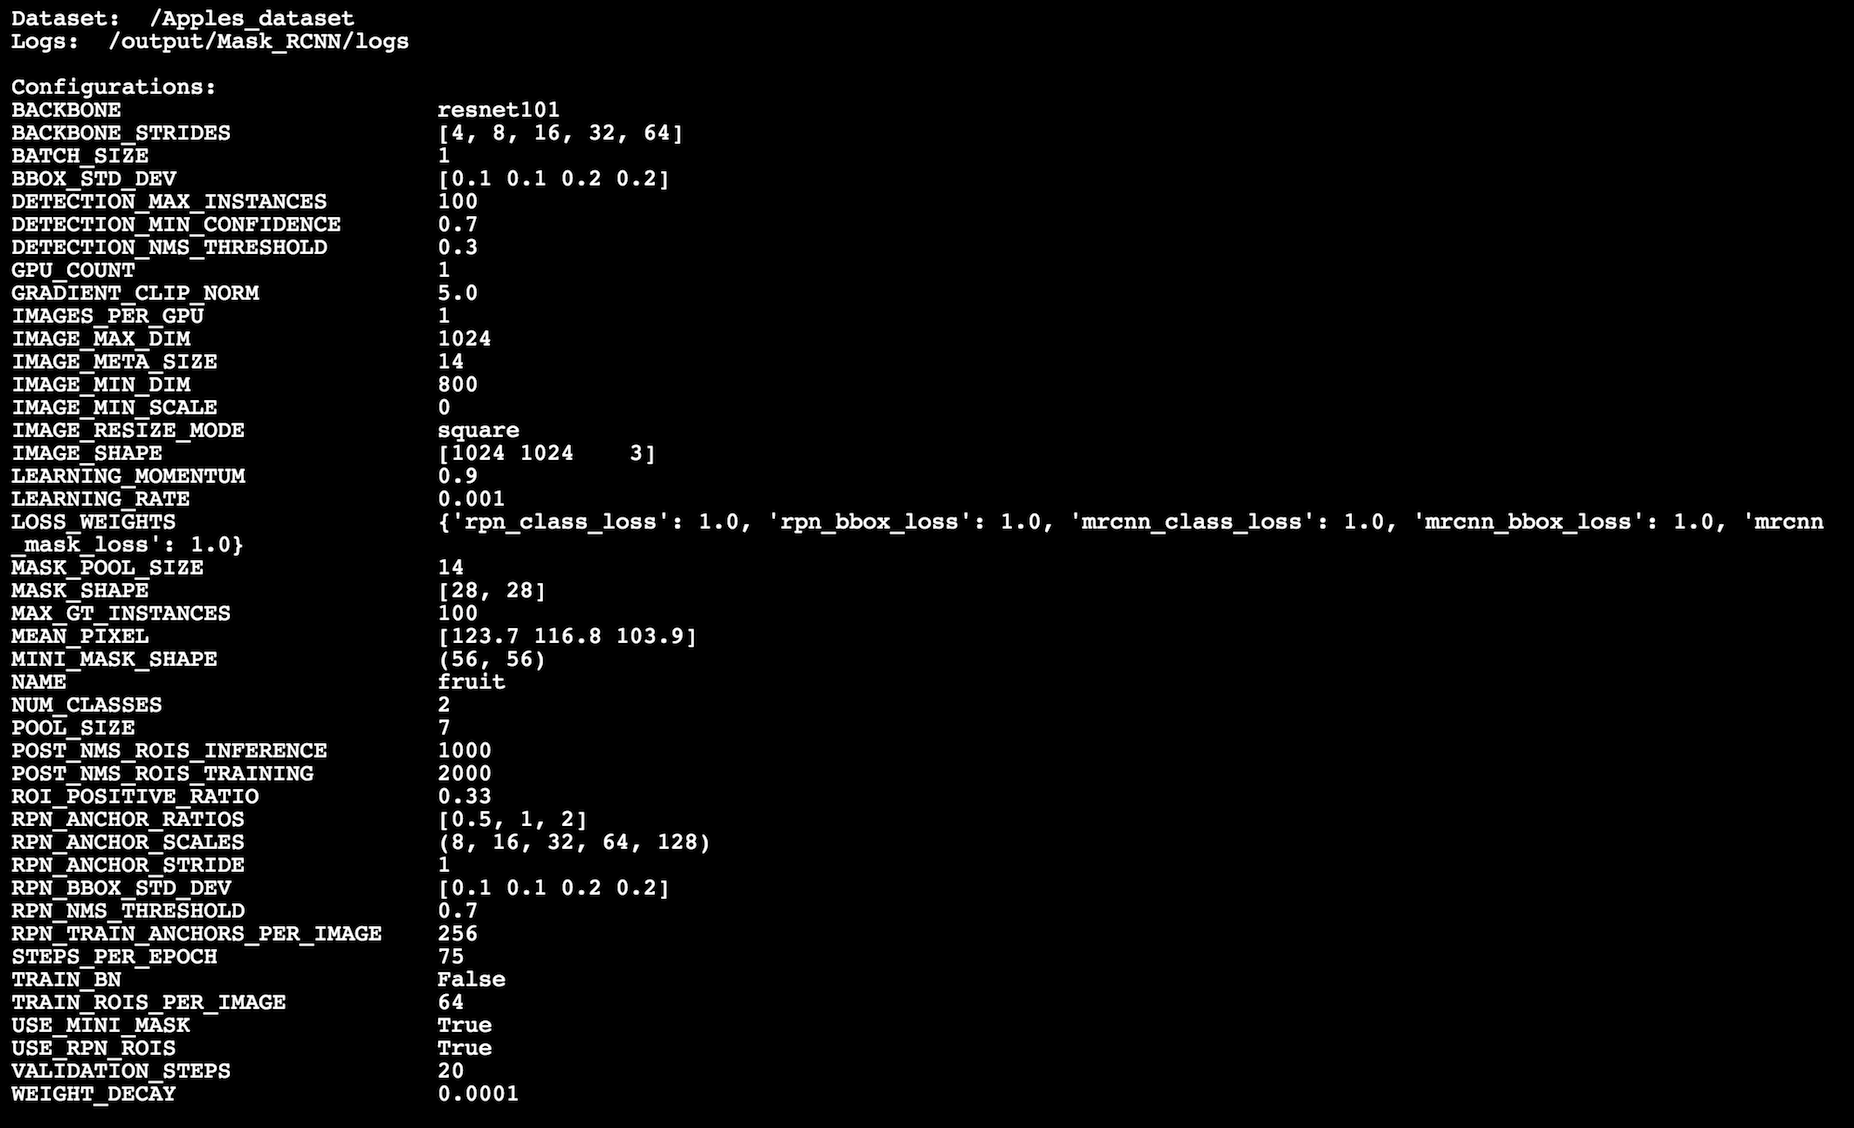 Dataset:  /Apples_dataset
Logs:  /output/Mask_RCNN/logs

Configurations:
BACKBONE                       resnet101
BACKBONE_STRIDES               [4, 8, 16, 32, 64]
BATCH_SIZE                     1
BBOX_STD_DEV                   [0.1 0.1 0.2 0.2]
DETECTION_MAX_INSTANCES        100
DETECTION_MIN_CONFIDENCE       0.7
DETECTION_NMS_THRESHOLD        0.3
GPU_COUNT                      1
GRADIENT_CLIP_NORM             5.0
IMAGES_PER_GPU                 1
IMAGE_MAX_DIM                  1024
IMAGE_META_SIZE                14
IMAGE_MIN_DIM                  800
IMAGE_MIN_SCALE                0
IMAGE_RESIZE_MODE              square
IMAGE_SHAPE                    [1024 1024    3]
LEARNING_MOMENTUM              0.9
LEARNING_RATE                  0.001
LOSS_WEIGHTS                   {'rpn_class_loss': 1.0, 'rpn_bbox_loss': 1.0, 'mrcnn_class_loss': 1.0, 'mrcnn_bbox_loss': 1.0, 'mrcnn
_mask_loss': 1.0}
MASK_POOL_SIZE                 14
MASK_SHAPE                     [28, 28]
MAX_GT_INSTANCES               100
MEAN_PIXEL                     [123.7 116.8 103.9]
MINI_MASK_SHAPE                (56, 56)
NAME                           fruit
NUM_CLASSES                    2
POOL_SIZE                      7
POST_NMS_ROIS_INFERENCE        1000
POST_NMS_ROIS_TRAINING         2000
ROI_POSITIVE_RATIO             0.33
RPN_ANCHOR_RATIOS              [0.5, 1, 2]
RPN_ANCHOR_SCALES              (8, 16, 32, 64, 128)
RPN_ANCHOR_STRIDE              1
RPN_BBOX_STD_DEV               [0.1 0.1 0.2 0.2]
RPN_NMS_THRESHOLD              0.7
RPN_TRAIN_ANCHORS_PER_IMAGE    256
STEPS_PER_EPOCH                75
TRAIN_BN                       False
TRAIN_ROIS_PER_IMAGE           64
USE_MINI_MASK                  True
USE_RPN_ROIS                   True
VALIDATION_STEPS               20
WEIGHT_DECAY                   0.0001